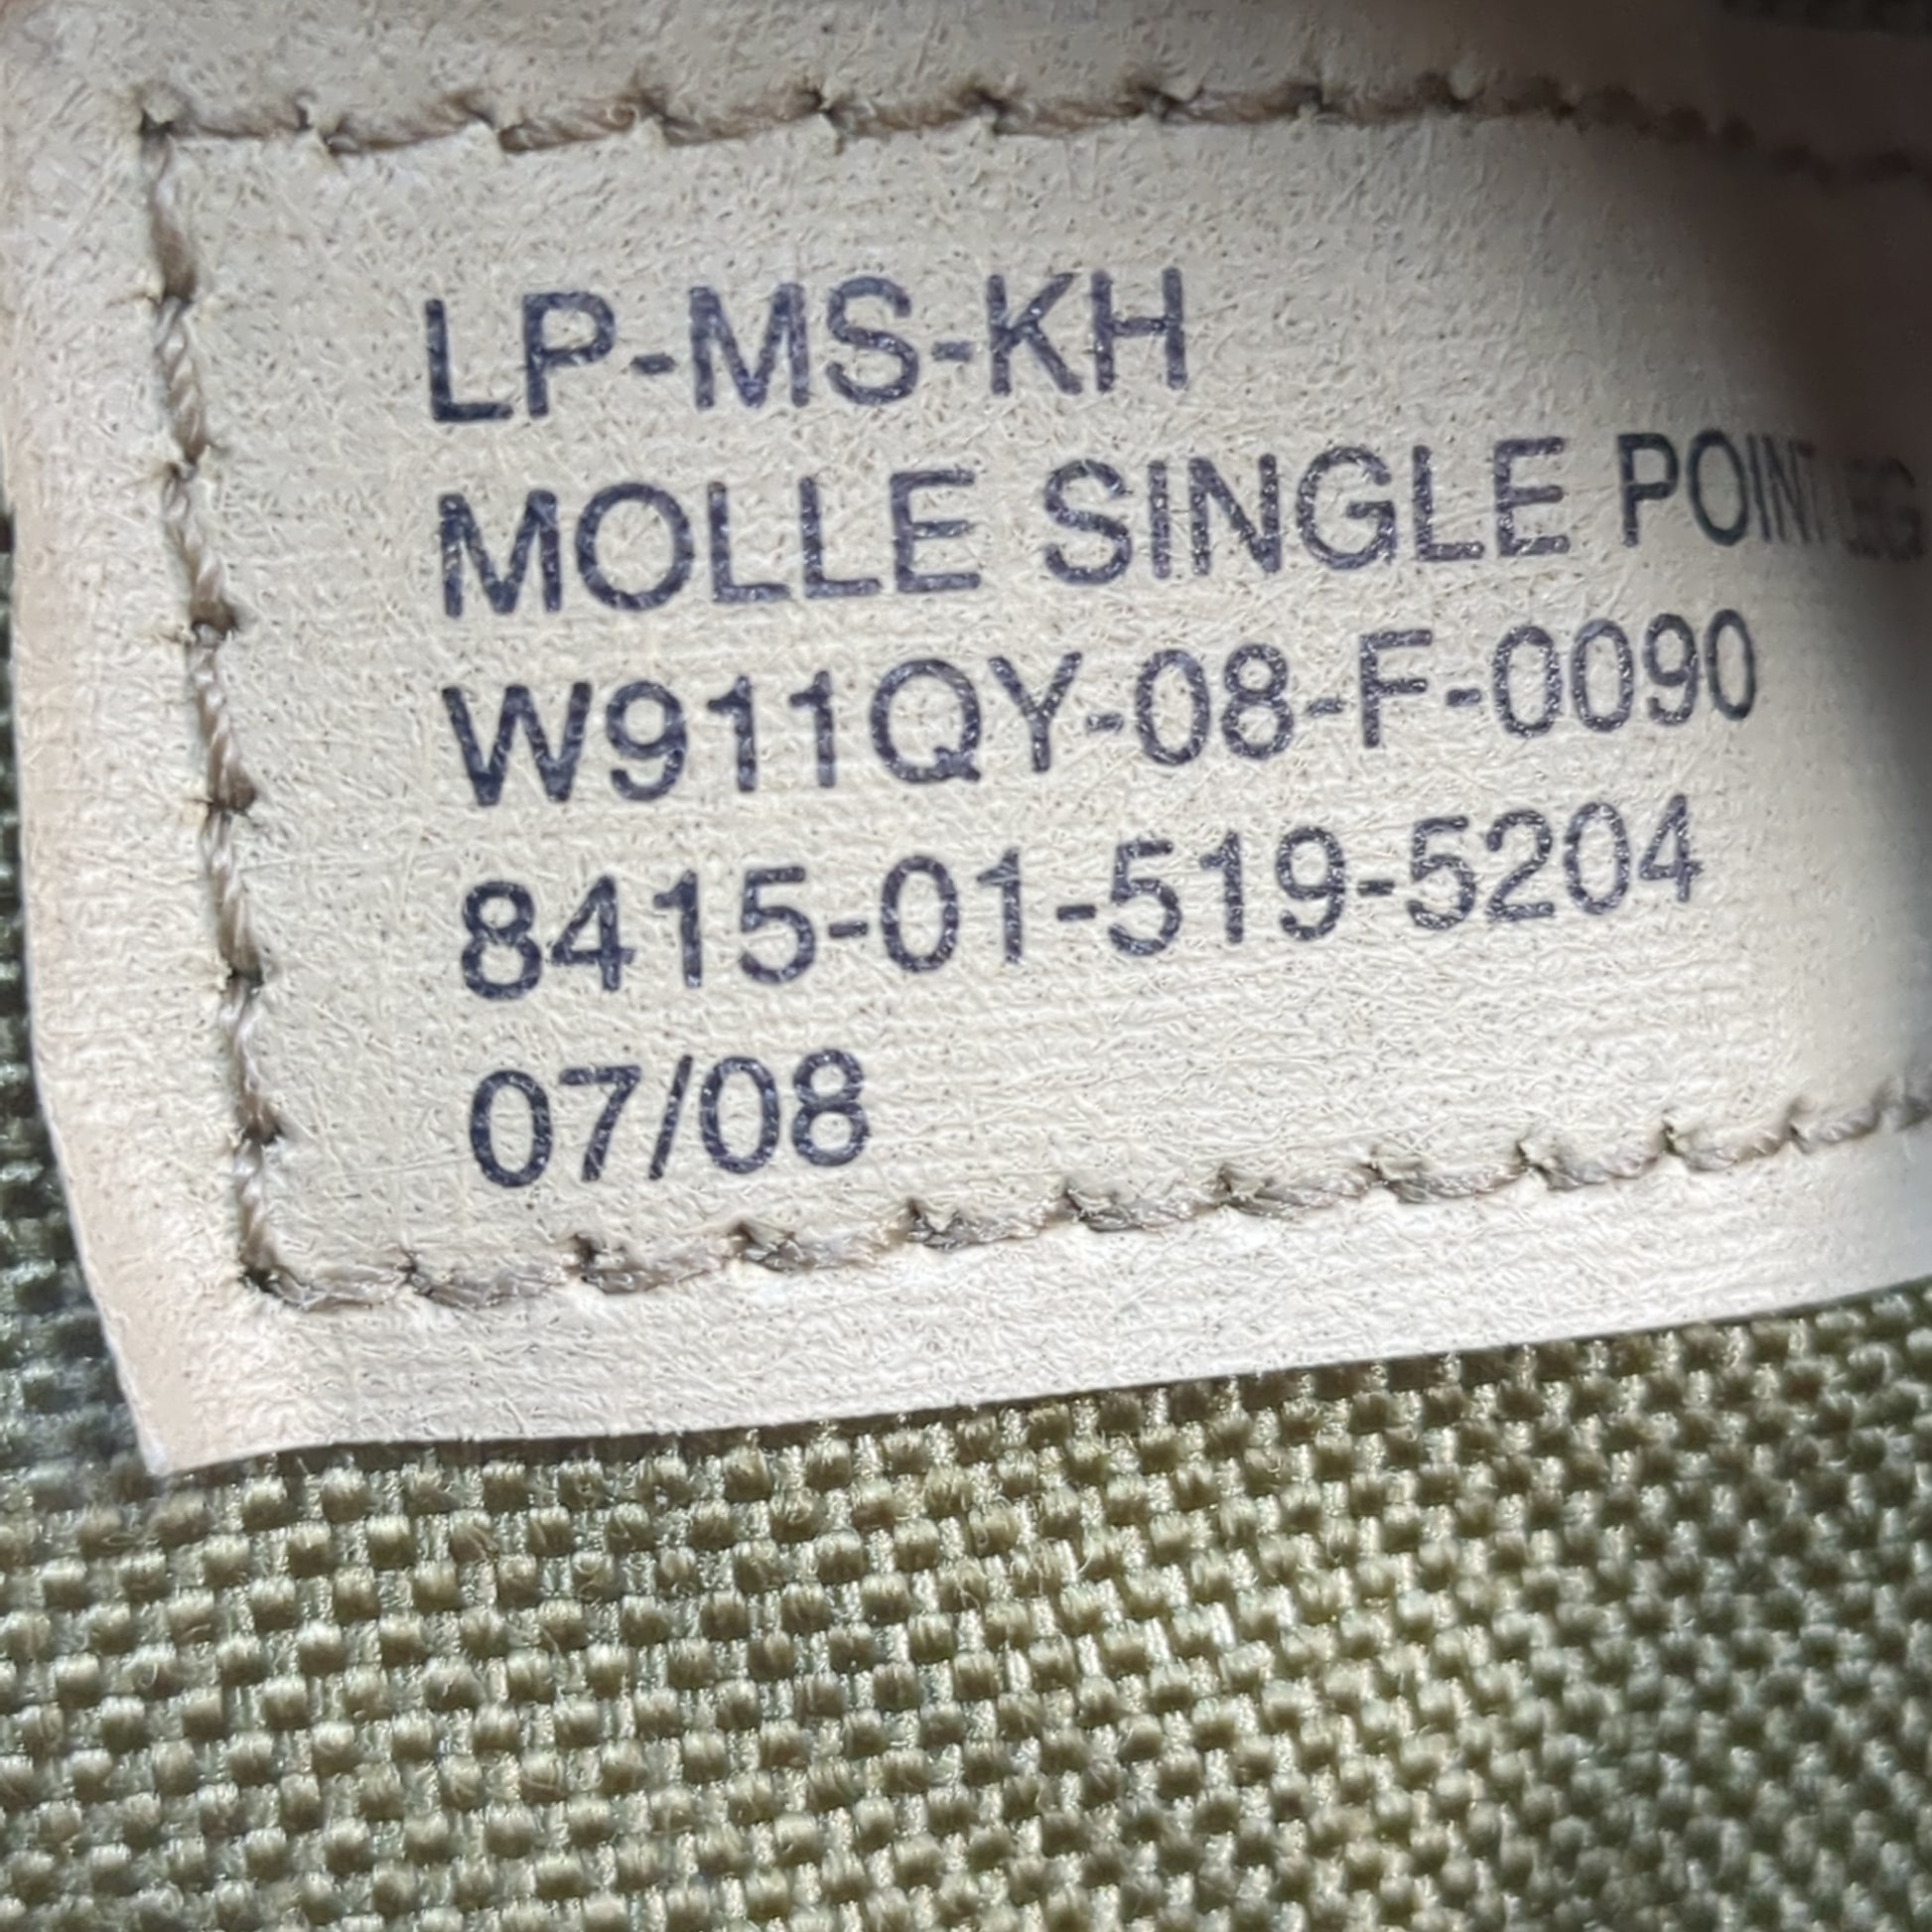 LP-MS-KH
MOLLE SINGLE POINT
W911QY-08-F-0090
8415-01-519-5204
07/08